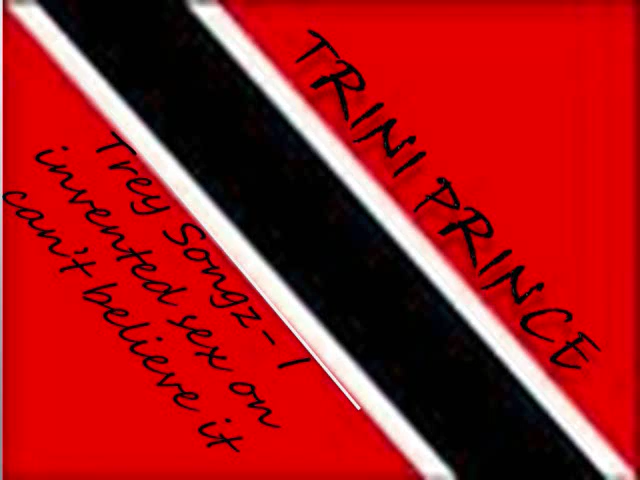 TRINI PRINCE
Trey Songz- I
invented sex on
can't believe it